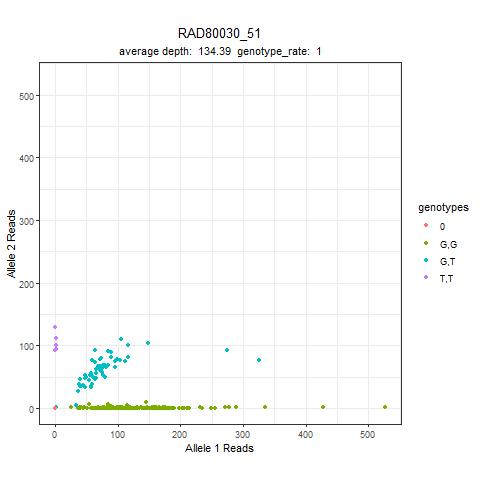 RAD80030_51
average depth:  134.39  genotype_rate:  1
Allele 2 Reads
500
400
300
200
100
0
0 100 200 300 400 500
Allele 1 Reads
genotypes
0
G,G
G,T
T,T